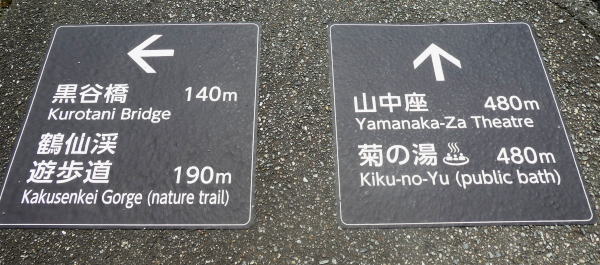 黒谷橋 140m
Kurotani Bridge
鶴仙渓
遊歩道 190m
Kakusenkei Gorge (nature trail)
山中座 480m
Yamanaka-Za Theatre
菊の湯 480m
Kiku-no-Yu (public bath)